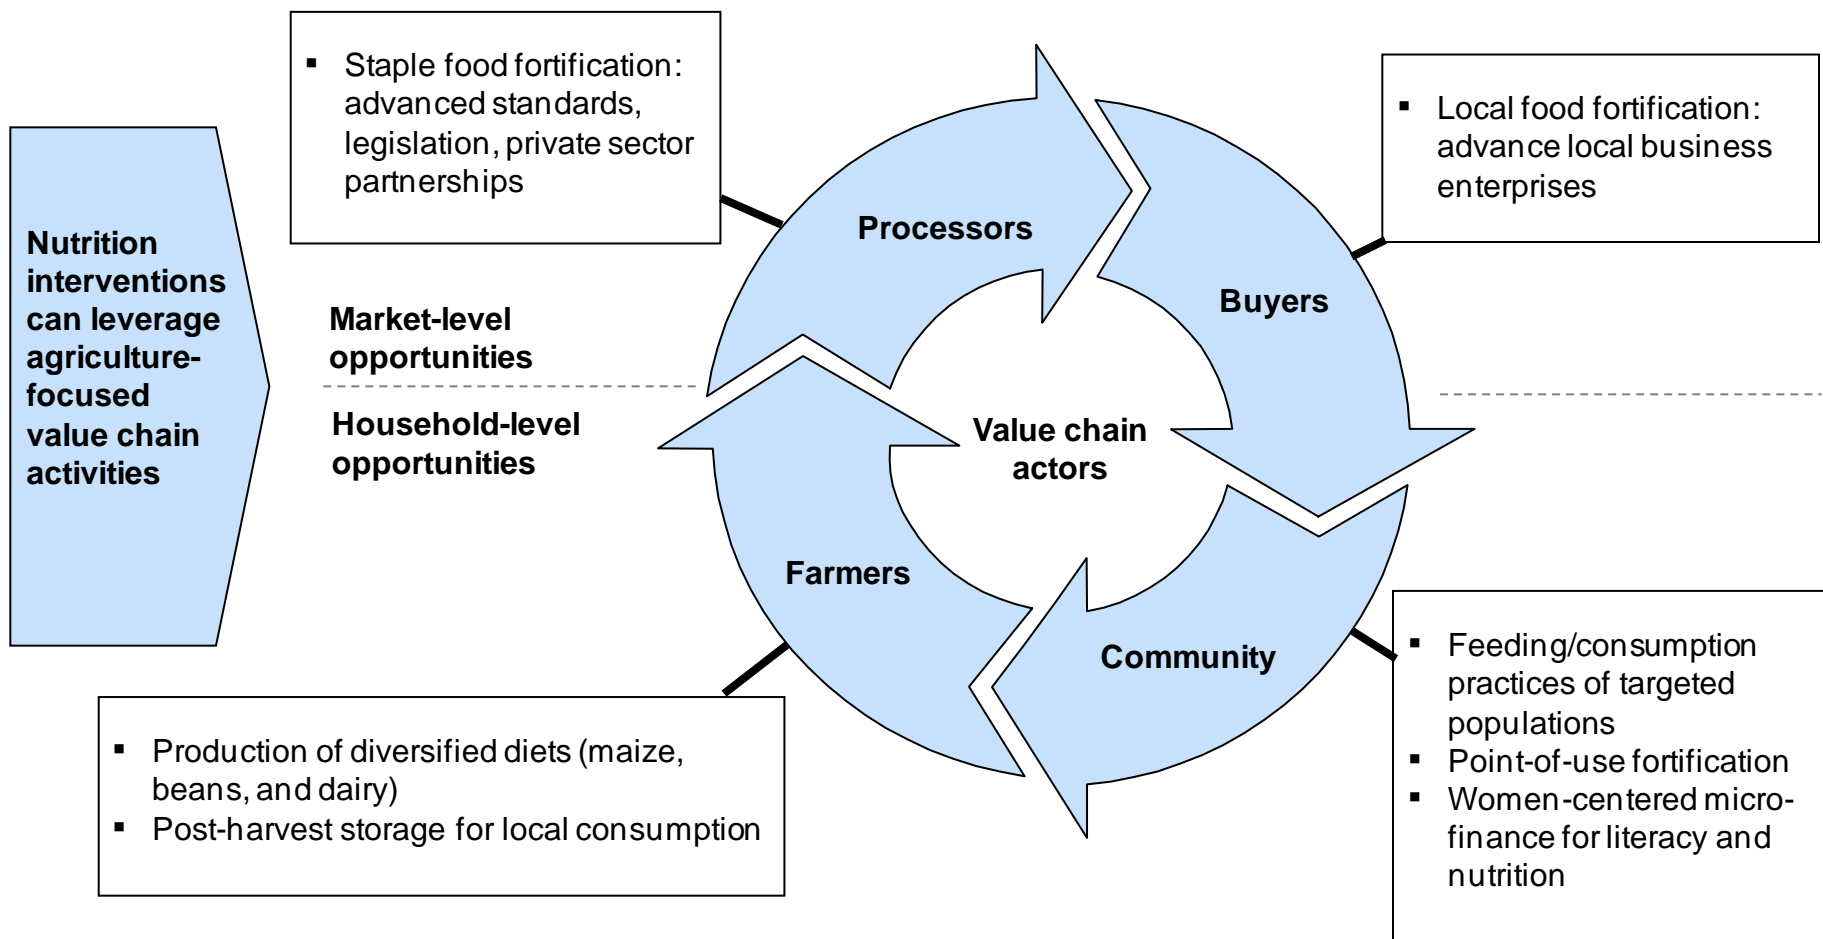 Nutrition
interventions
can leverage
agriculture-
focused
value chain
activities
▪ Staple food fortification:
advanced standards,
legislation, private sector
partnerships
▪ Local food fortification:
advance local business
enterprises
Market-level
opportunities
Household-level
opportunities
Processors
Buyers
Value chain
actors
Farmers
Community
▪ Production of diversified diets (maize,
beans, and dairy)
▪ Post-harvest storage for local consumption
▪ Feeding/consumption
practices of targeted
populations
▪ Point-of-use fortification
▪ Women-centered micro-
finance for literacy and
nutrition